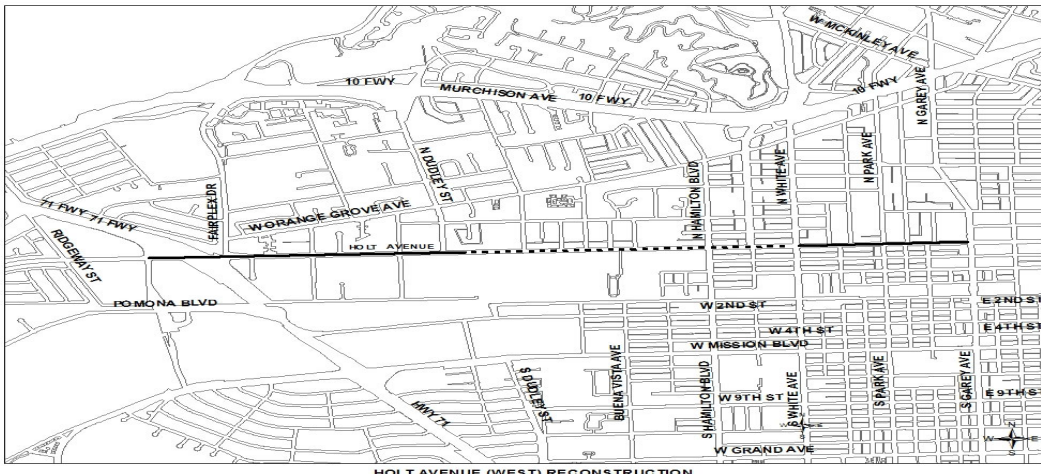 W MCKINLEY AVE
10 FWY
MURCHISON AVE
10 FWY
10 FWY
N GAREY AVE
N DUDLEY ST
N PARK AVE
N HAMILTON BLVD
N WHITE AVE
71 FWY 71 FWY
FAIRPLEX DR
W ORANGE GROVE AVE
RIDGEWAY ST
HOLT AVENUE
POMONA BLVD
W 2ND ST
E 2ND ST
W 4TH ST
E 4TH ST
W MISSION BLVD
BUENA VISTA AVE
S HAMILTON BLVD
S WHITE AVE
S PARK AVE
S GAREY AVE
HWY 71
W 9TH ST
E 9TH ST
N
W E
S
W GRAND AVE
HOLT AVENUE (WEST) RECONSTRUCTION